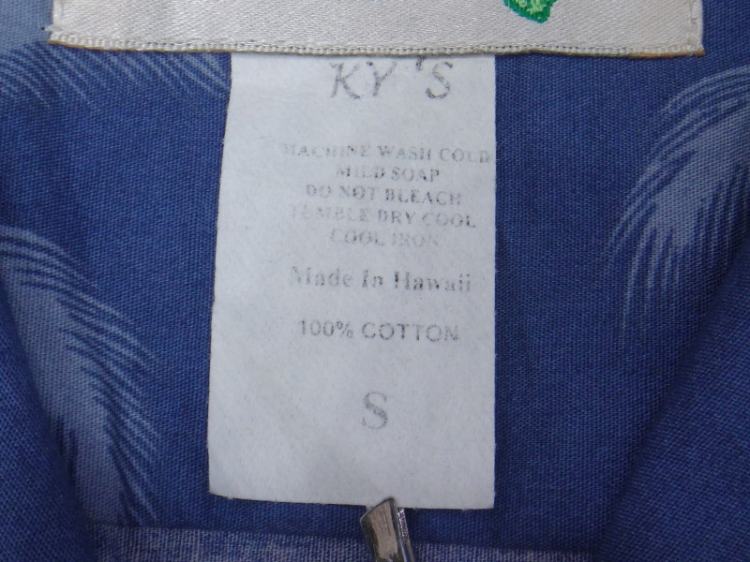 KY'S
MACHINE WASH COLD
MILD SOAP
DO NOT BLEACH
TUMBLE DRY COOL
COOL IRON
Made In Hawaii
100% COTTON
S